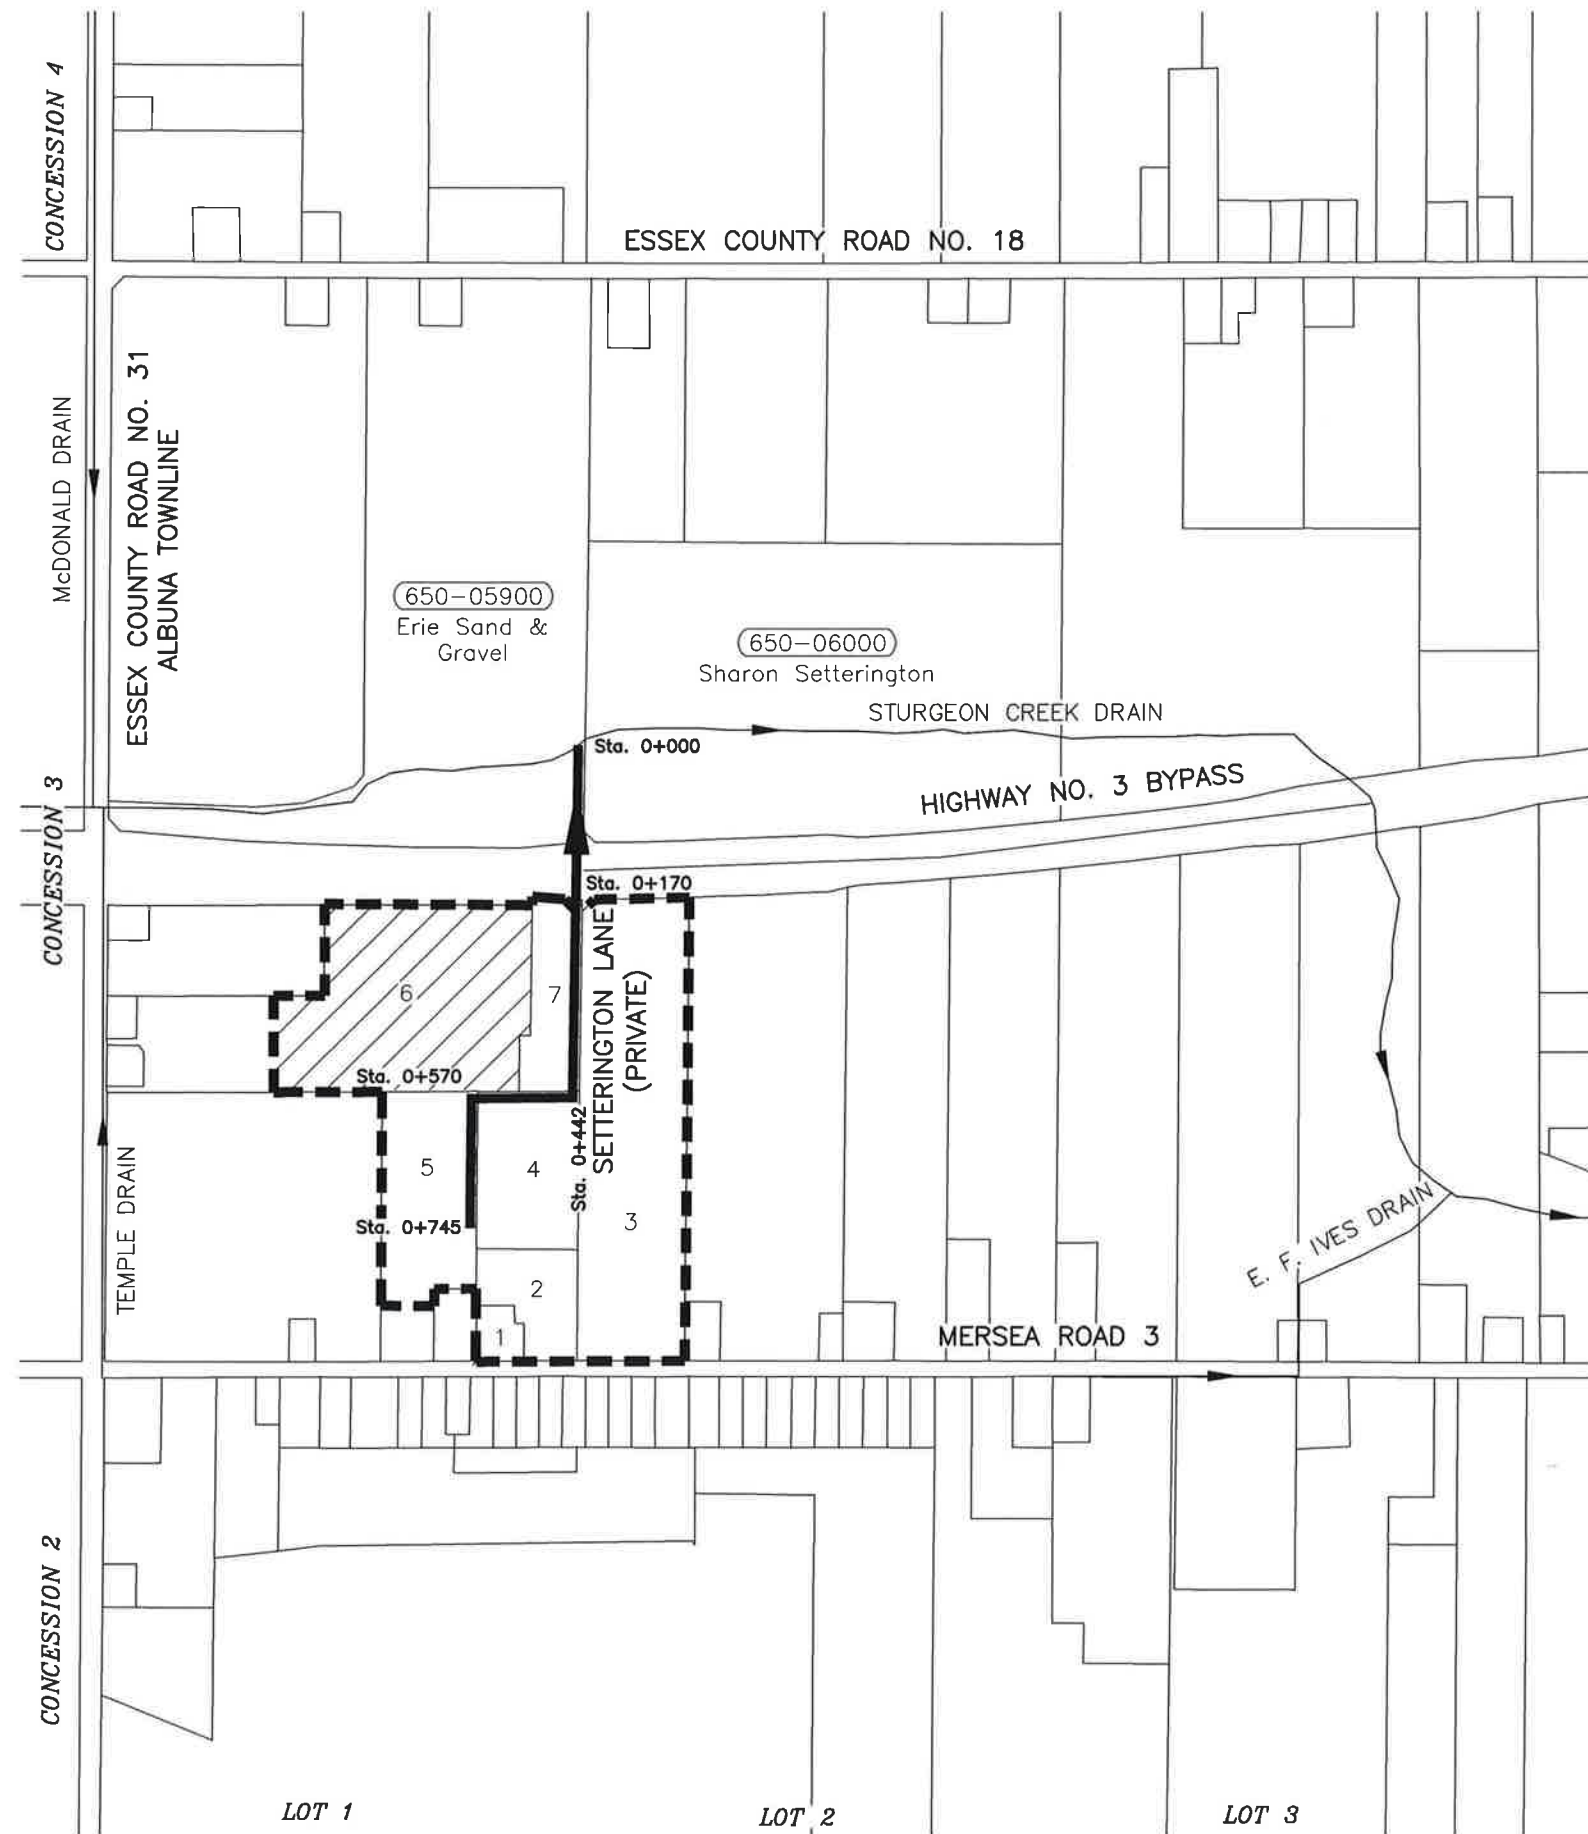 CONCESSION 4
ESSEX COUNTY ROAD NO. 18
McDONALD DRAIN
ESSEX COUNTY ROAD NO. 31
ALBUNA TOWNLINE
650-05900
Erie Sand &
Gravel
650-06000
Sharon Setterington
STURGEON CREEK DRAIN
Sta. 0+000
HIGHWAY NO. 3 BYPASS
CONCESSION 3
Sta. 0+170
SETTERINGTON LANE
(PRIVATE)
6
7
Sta. 0+570
Sta. 0+442
5
4
3
TEMPLE DRAIN
Sta. 0+745
E. F. IVES DRAIN
2
1
MERSEA ROAD 3
CONCESSION 2
LOT 1
LOT 2
LOT 3